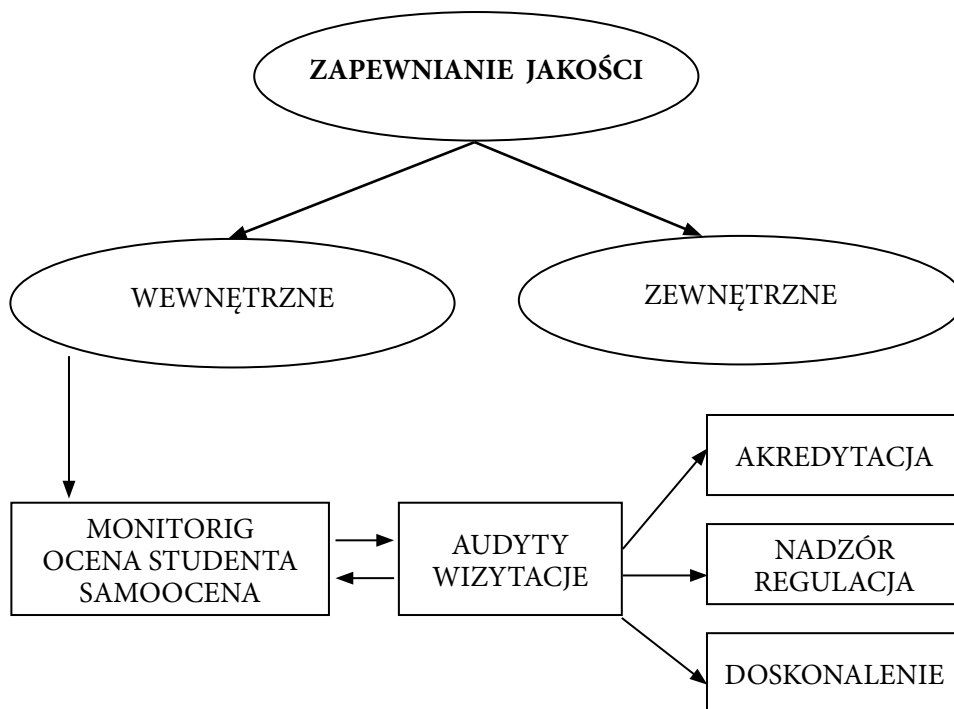 ZAPEWNIANIE JAKOŚCI
WEWNĘTRZNE
ZEWNĘTRZNE
MONITORIG
OCENA STUDENTA
SAMOOCENA
AUDYTY
WIZYTACJE
AKREDYTACJA
NADZÓR
REGULACJA
DOSKONALENIE